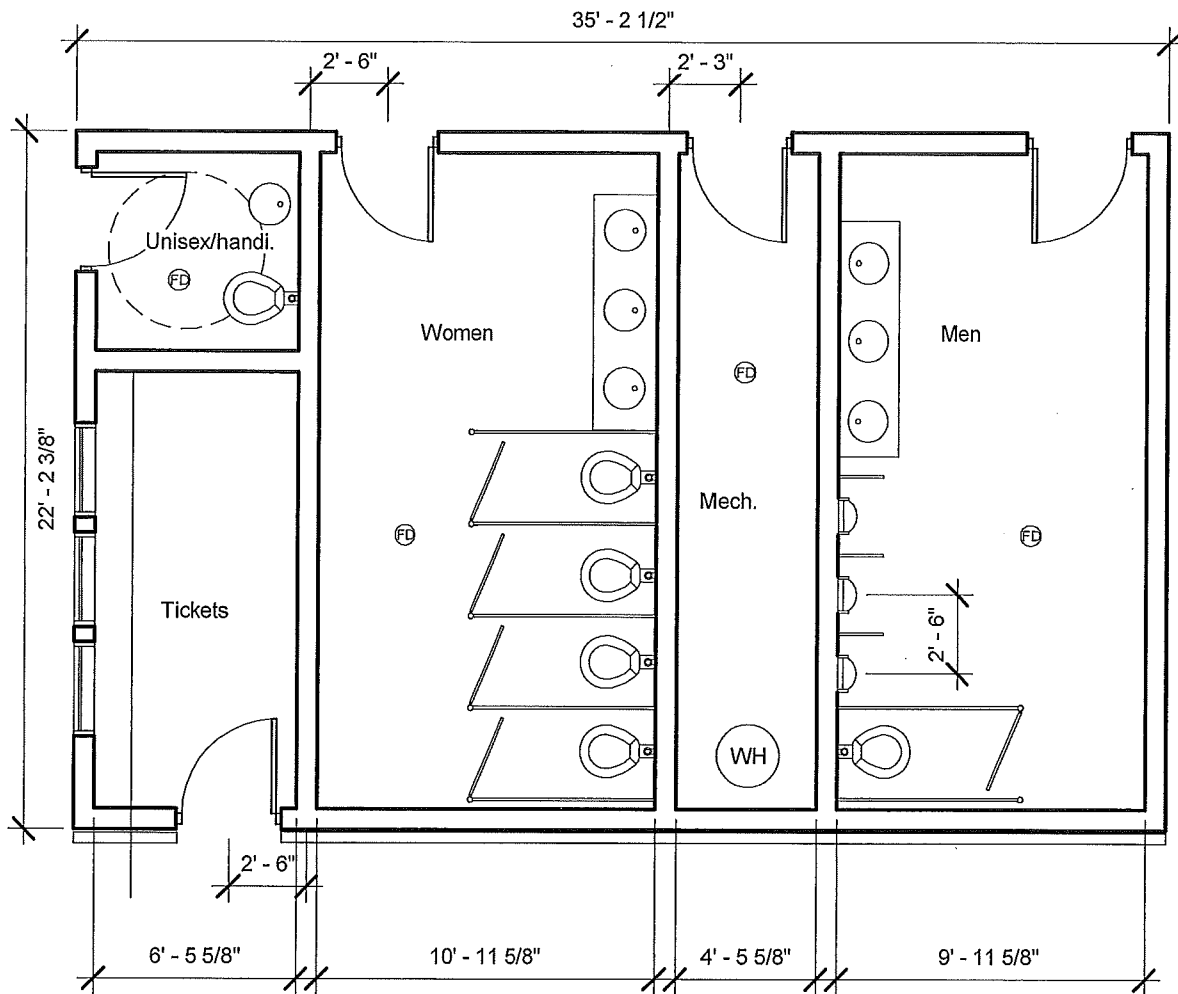 35' - 2 1/2"
2' - 6"
2' - 3"
Unisex/handi.
FD
Women
Men
FD
22' - 2 3/8"
Mech.
FD
FD
Tickets
2' - 6"
WH
2' - 6"
6' - 5 5/8"
10' - 11 5/8"
4' - 5 5/8"
9' - 11 5/8"